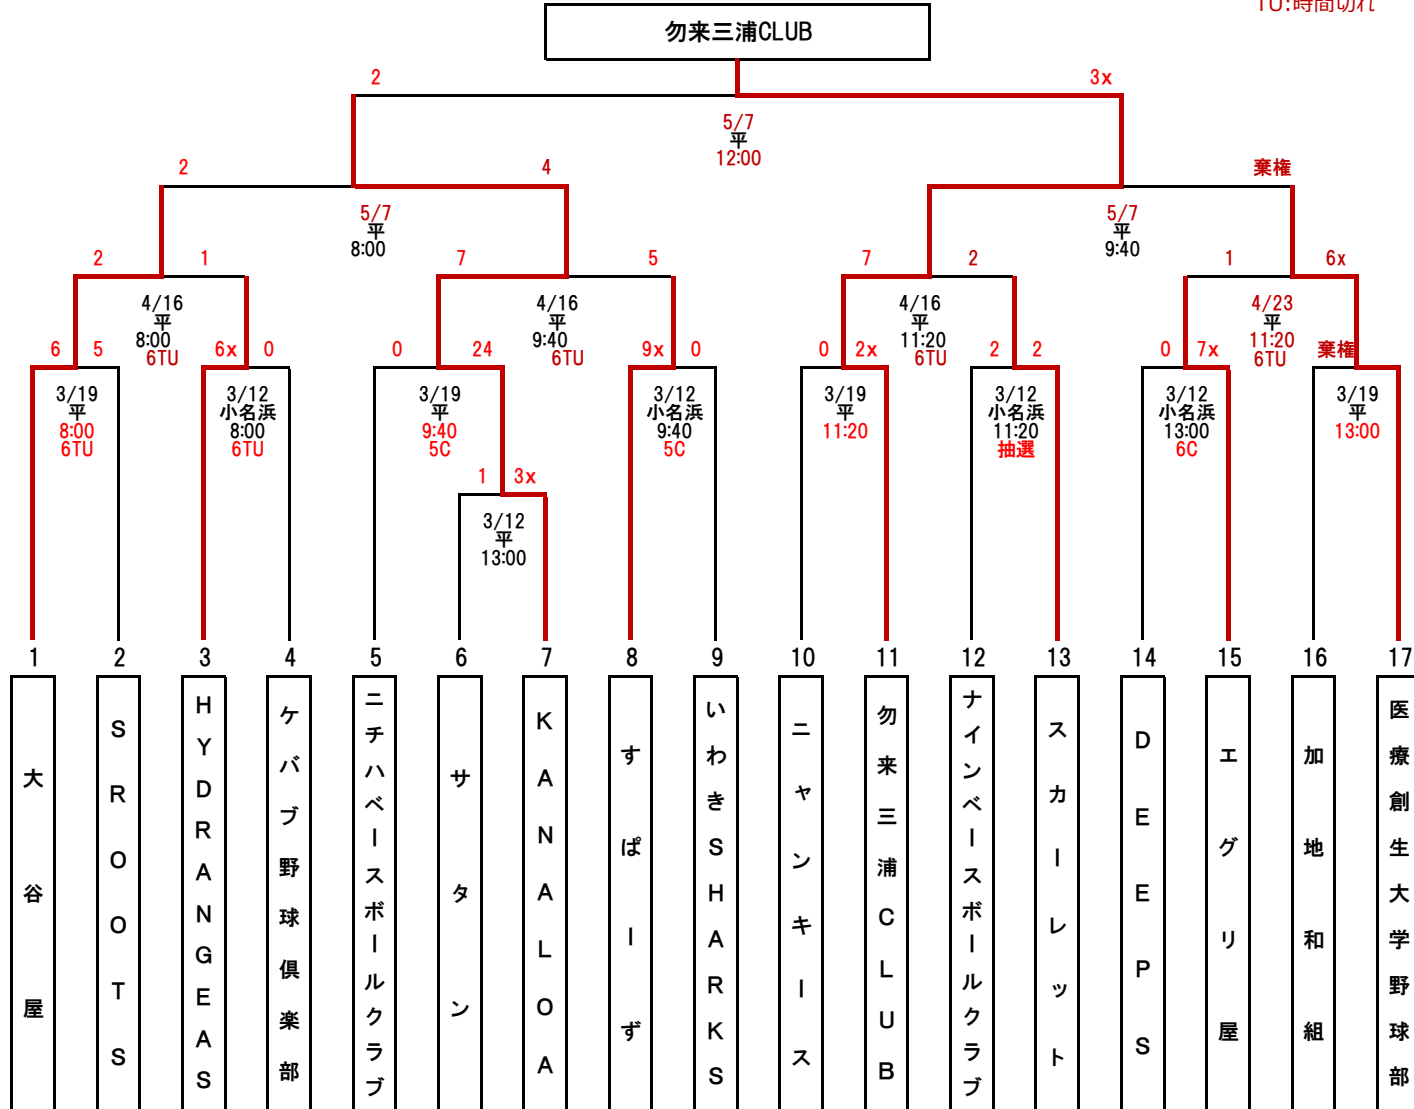 TU:時間切れ
勿来三浦CLUB
2 3x
5/7
平
12:00
2 4 棄権
5/7
平
8:00
5/7
平
9:40
2 1 7 5 7 2 1 6x
4/16
平
8:00
6TU
4/16
平
9:40
6TU
4/16
平
11:20
6TU
4/23
平
11:20
6TU
6 5 6x 0 0 24 9x 0 0 2x 2 2 0 7x 棄権
3/19
平
8:00
6TU
3/12
小名浜
8:00
6TU
3/19
平
9:40
5C
3/12
小名浜
9:40
5C
3/19
平
11:20
3/12
小名浜
11:20
抽選
3/12
小名浜
13:00
6C
3/19
平
13:00
1 3x
3/12
平
13:00
1 2 3 4 5 6 7 8 9 10 11 12 13 14 15 16 17
大谷屋
SROOTS
HYDRANGEAS
ケバブ野球倶楽部
ニチハベースボールクラブ
サタン
KANALOA
すぱーず
いわきSHARKS
ニャンキース
勿来三浦CLUB
ナインベースボールクラブ
スカーレット
DEEPS
エグリ屋
加地和組
医療創生大学野球部